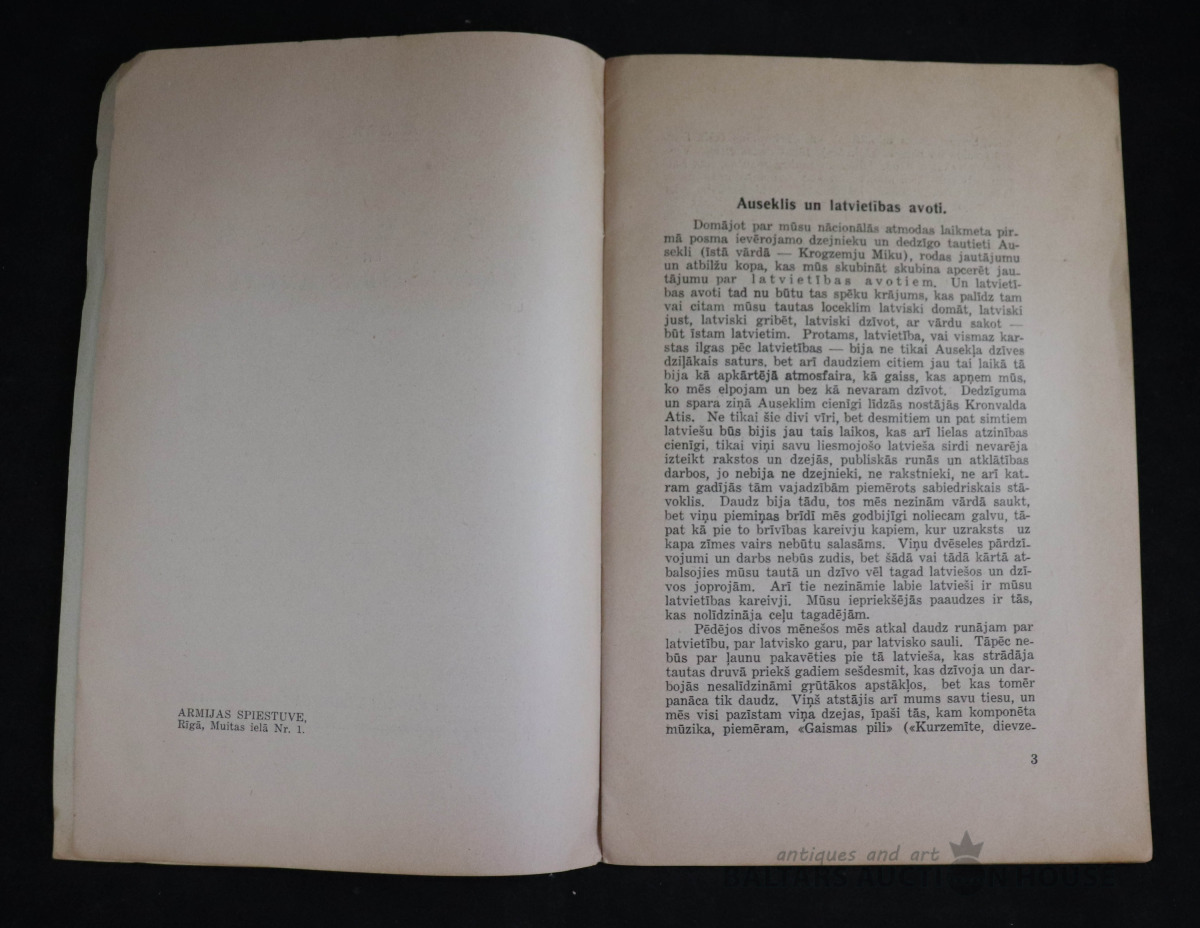 ARMIJAS SPIESTUVE,
Rīgā, Muitas ielā Nr. 1.
Auseklis un latvietības avoti.
Domājot par mūsu nācionālās atmodas laikmeta pir-
mā posma ievērojamo dzejnieku un dedzīgo tautieti Au-
sekli (īstā vārdā — Krogzemju Miku), rodas jautājumu
un atbilžu kopa, kas mūs skubināt skubina apcerēt jau-
tājumu par latvietības avotiem. Un latvietī-
bas avoti tad nu būtu tas spēku krājums, kas palīdz tam
vai citam mūsu tautas loceklim latviski domāt, latviski
just, latviski gribēt, latviski dzīvot, ar vārdu sakot —
būt īstam latvietim. Protams, latvietība, vai vismaz kar-
stas ilgas pēc latvietības — bija ne tikai Ausekļa dzīves
dziļākais saturs, bet arī daudziem citiem jau tai laikā tā
bija kā apkārtējā atmosfaira, kā gaiss, kas apņem mūs,
ko mēs elpojam un bez kā nevaram dzīvot. Dedzīguma
un spara ziņā Auseklim cienīgi līdzās nostājās Kronvalda
Atis. Ne tikai šie divi vīri, bet desmitiem un pat simtiem
latviešu būs bijis jau tais laikos, kas arī lielas atzinības
cienīgi, tikai viņi savu liesmojošo latvieša sirdi nevarēja
izteikt rakstos un dzejās, publiskās runās un atklātības
darbos, jo nebija ne dzejnieki, ne rakstnieki, ne arī kat-
ram gadījās tām vajadzībām piemērots sabiedriskais stā-
voklis. Daudz bija tādu, tos mēs nezinām vārdā saukt,
bet viņu piemiņas brīdī mēs godbijīgi noliecam galvu, tā-
pat kā pie to brīvības kareivju kapiem, kur uzraksts uz
kapa zīmes vairs nebūtu salasāms. Viņu dvēseles pārdzī-
vojumi un darbs nebūs zudis, bet šādā vai tādā kārtā at-
balsojies mūsu tautā un dzīvo vēl tagad latviešos un dzī-
vos joprojām. Arī tie nezināmie labie latvieši ir mūsu
latvietības kareivji. Mūsu iepriekšējās paaudzes ir tās,
kas nolīdzināja ceļu tagadējām.
Pēdējos divos mēnešos mēs atkal daudz runājam par
latvietību, par latvisko garu, par latvisko sauli. Tāpēc ne-
būs par ļaunu pakavēties pie tā latvieša, kas strādāja
tautas druvā priekš gadiem sešdesmit, kas dzīvoja un dar-
bojās nesalīdzināmi grūtākos apstākļos, bet kas tomēr
panāca tik daudz. Viņš atstājis arī mums savu tiesu, un
mēs visi pazīstam viņa dzejas, īpaši tās, kam komponēta
mūzika, piemēram, «Gaismas pili» («Kurzemīte, dievze-
3
antiques and art
BALTARS AUCTION HOUSE